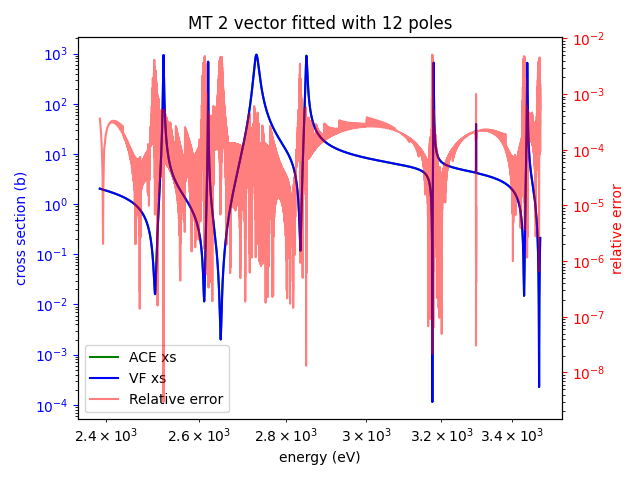 MT 2 vector fitted with 12 poles
10³
10²
10¹
10⁰
10⁻¹
10⁻²
10⁻³
10⁻⁴
cross section (b)
10⁻²
10⁻³
10⁻⁴
10⁻⁵
10⁻⁶
10⁻⁷
10⁻⁸
relative error
ACE xs
VF xs
Relative error
2.4 × 10³ 2.6 × 10³ 2.8 × 10³ 3 × 10³ 3.2 × 10³ 3.4 × 10³
energy (eV)